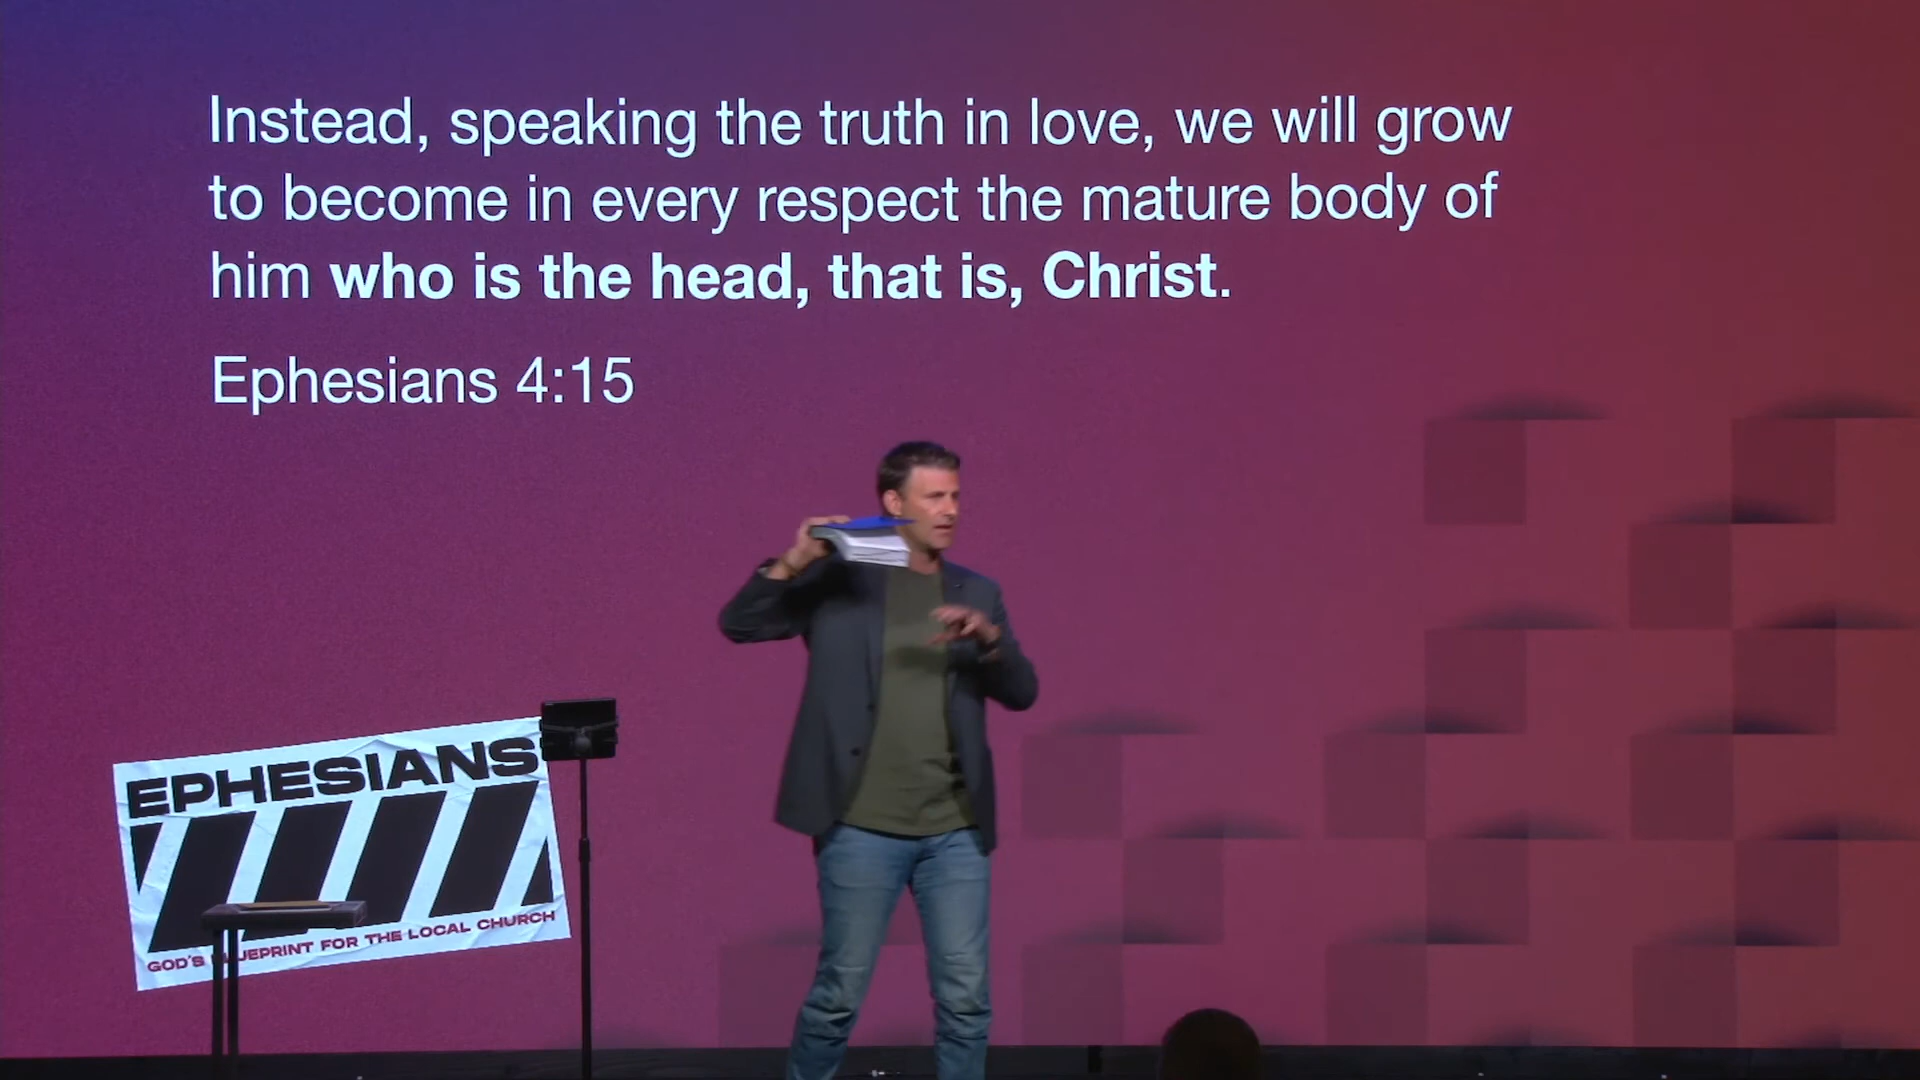 Instead, speaking the truth in love, we will grow
to become in every respect the mature body of
him who is the head, that is, Christ.
Ephesians 4:15
EPHESIANS
GOD'S UEPRINT FOR THE LOCAL CHURCH